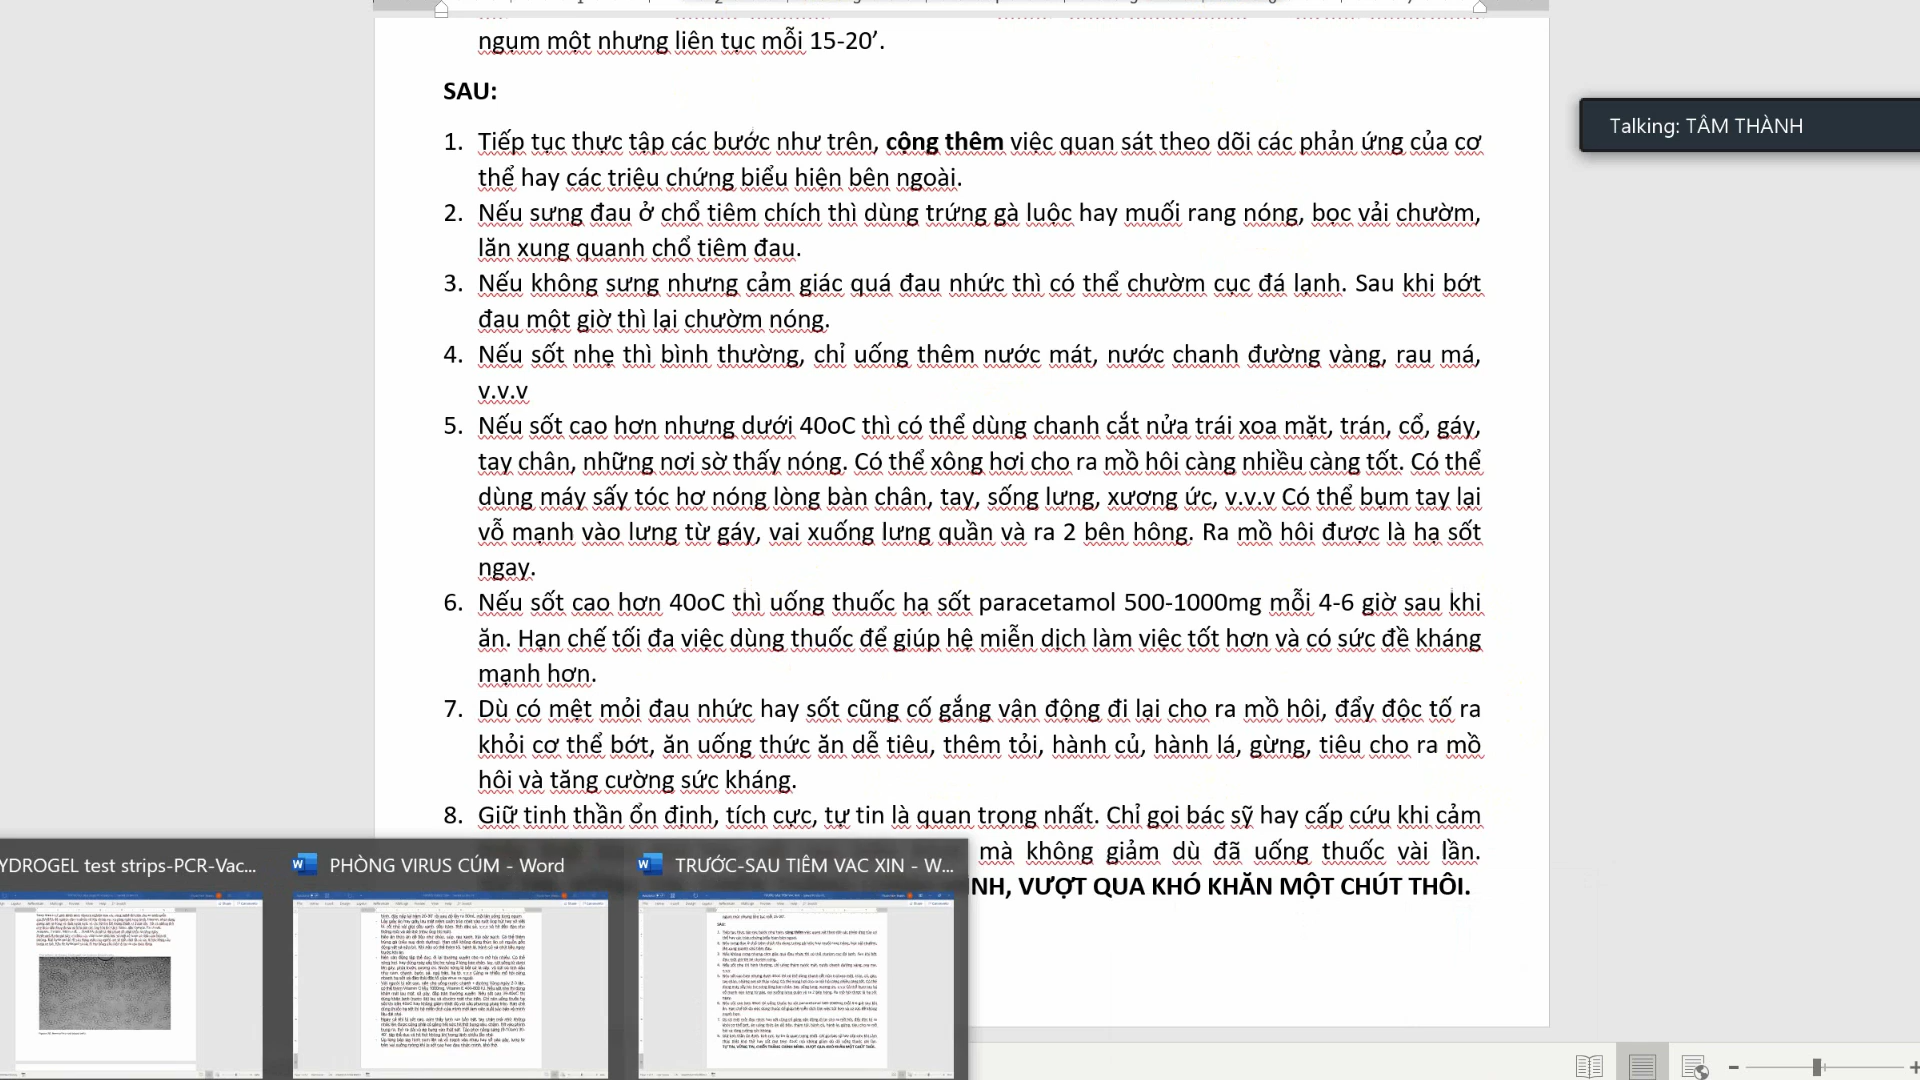 ngụm một nhưng liên tục mỗi 15-20’.
SAU:
1. Tiếp tục thực tập các bước như trên, cộng thêm việc quan sát theo dõi các phản ứng của cơ
thể hay các triệu chứng biểu hiện bên ngoài.
2. Nếu sưng đau ở chổ tiêm chích thì dùng trứng gà luộc hay muối rang nóng, bọc vải chườm,
lăn xung quanh chổ tiêm đau.
3. Nếu không sưng nhưng cảm giác quá đau nhức thì có thể chườm cục đá lạnh. Sau khi bớt
đau một giờ thì lại chườm nóng.
4. Nếu sốt nhẹ thì bình thường, chỉ uống thêm nước mát, nước chanh đường vàng, rau má,
v.v.v
5. Nếu sốt cao hơn nhưng dưới 40oC thì có thể dùng chanh cắt nửa trái xoa mặt, trán, cổ, gáy,
tay chân, những nơi sờ thấy nóng. Có thể xông hơi cho ra mồ hôi càng nhiều càng tốt. Có thể
dùng máy sấy tóc hơ nóng lòng bàn chân, tay, sống lưng, xương ức, v.v.v Có thể bụm tay lại
vỗ mạnh vào lưng từ gáy, vai xuống lưng quần và ra 2 bên hông. Ra mồ hôi được là hạ sốt
ngay.
6. Nếu sốt cao hơn 40oC thì uống thuốc hạ sốt paracetamol 500-1000mg mỗi 4-6 giờ sau khi
ăn. Hạn chế tối đa việc dùng thuốc để giúp hệ miễn dịch làm việc tốt hơn và có sức đề kháng
mạnh hơn.
7. Dù có mệt mỏi đau nhức hay sốt cũng cố gắng vận động đi lại cho ra mồ hôi, đẩy độc tố ra
khỏi cơ thể bớt, ăn uống thức ăn dễ tiêu, thêm tỏi, hành củ, hành lá, gừng, tiêu cho ra mồ
hôi và tăng cường sức kháng.
8. Giữ tinh thần ổn định, tích cực, tự tin là quan trọng nhất. Chỉ gọi bác sỹ hay cấp cứu khi cảm
mà không giảm dù đã uống thuốc vài lần.
INH, VƯỢT QUA KHÓ KHĂN MỘT CHÚT THÔI.
Talking: TÂM THÀNH
YDROGEL test strips-PCR-Vac...
PHÒNG VIRUS CÚM - Word
TRƯỚC-SAU TIÊM VAC XIN - W...